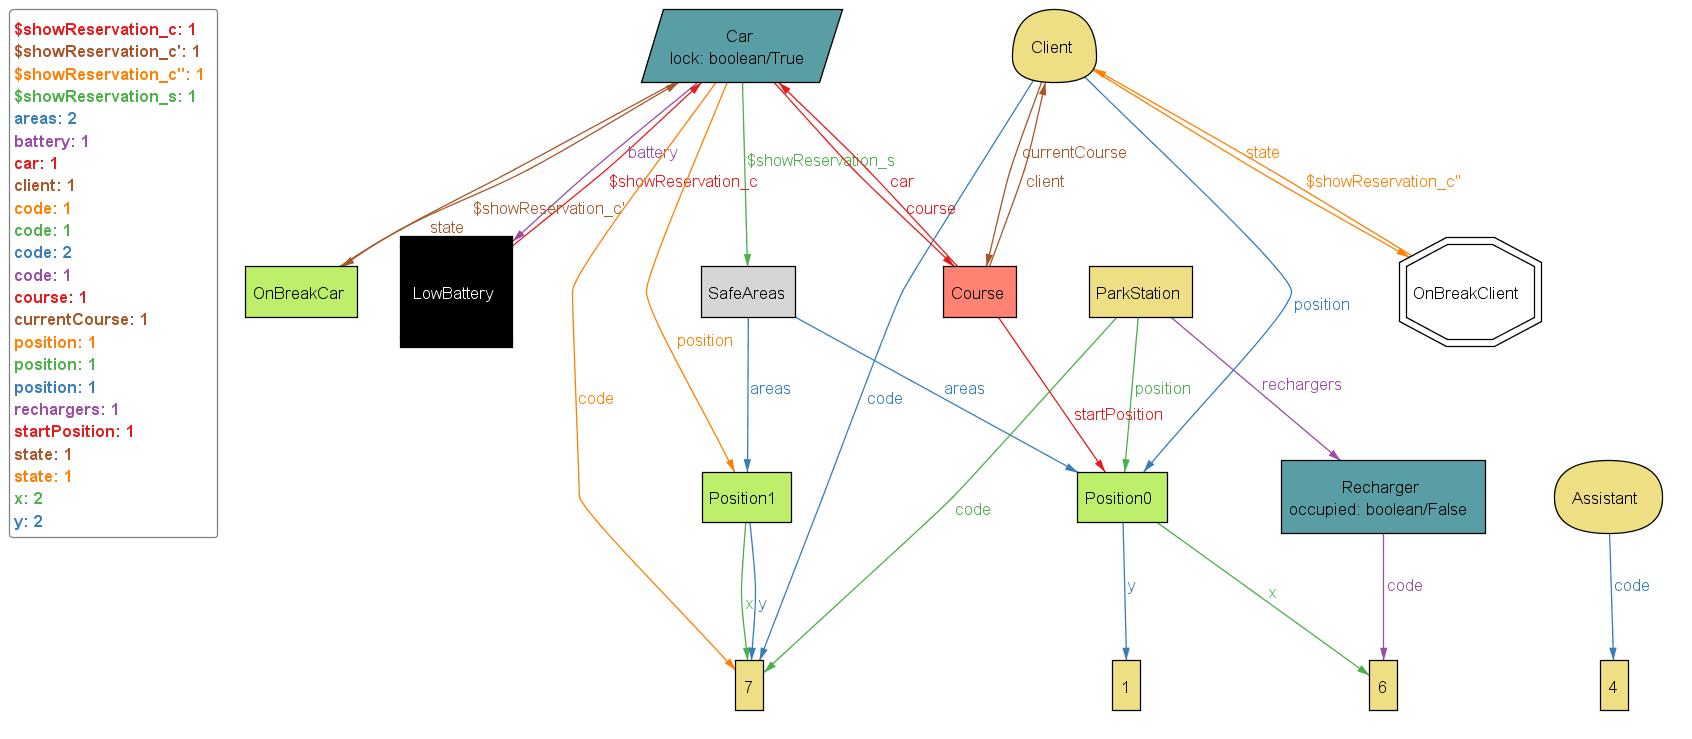 $showReservation_c: 1
$showReservation_c': 1
$showReservation_c": 1
$showReservation_s: 1
areas: 2
battery: 1
car: 1
client: 1
code: 1
code: 1
code: 2
code: 1
course: 1
currentCourse: 1
position: 1
position: 1
position: 1
rechargers: 1
startPosition: 1
state: 1
state: 1
x: 2
y: 2
Car
lock: boolean/True
Client
battery
$showReservation_s
currentCourse
state
$showReservation_c
car
client
$showReservation_c"
$showReservation_c'
course
state
OnBreakCar
LowBattery
SafeAreas
Course
ParkStation
OnBreakClient
position
position
code
areas
code
areas
position
rechargers
startPosition
Position1
Position0
Recharger
occupied: boolean/False
Assistant
code
x
y
y
x
code
code
7
1
6
4